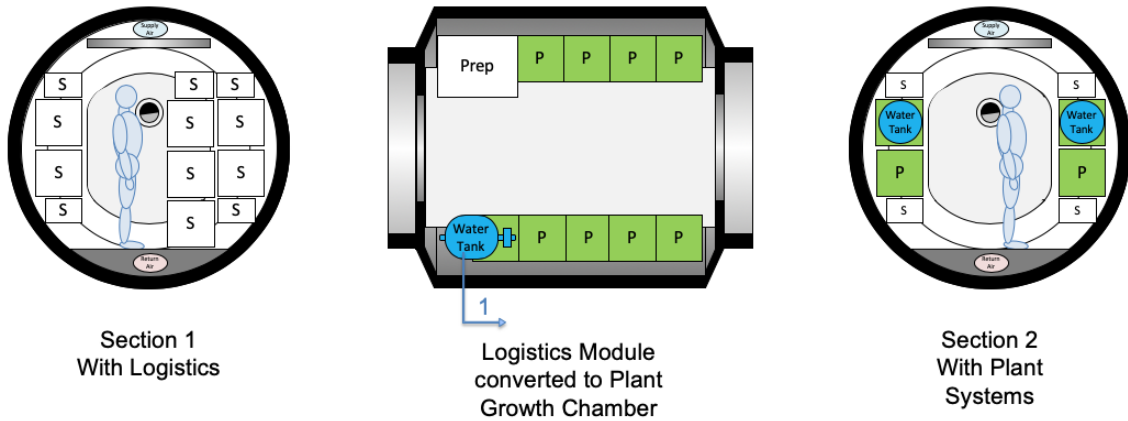 Supply
Air
S
S
S
S
S
S
S
S
S
S
S
S
Return
Air
Section 1
With Logistics
Prep
P
P
P
P
Water
Tank
P
P
P
P
1
Logistics Module
converted to Plant
Growth Chamber
Supply
Air
S
S
Water
Tank
Water
Tank
P
P
S
S
Return
Air
Section 2
With Plant
Systems